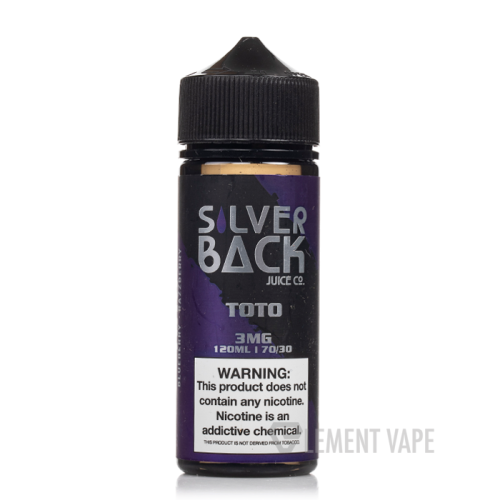 SILVER
BACK
JUICE CO.
TOTO
3MG
120ML | 70/30
WARNING:
This product does not
contain any nicotine.
Nicotine is an
addictive chemical.
THIS PRODUCT IS NOT DERIVED FROM TOBACCO.
LEMENT VAPE